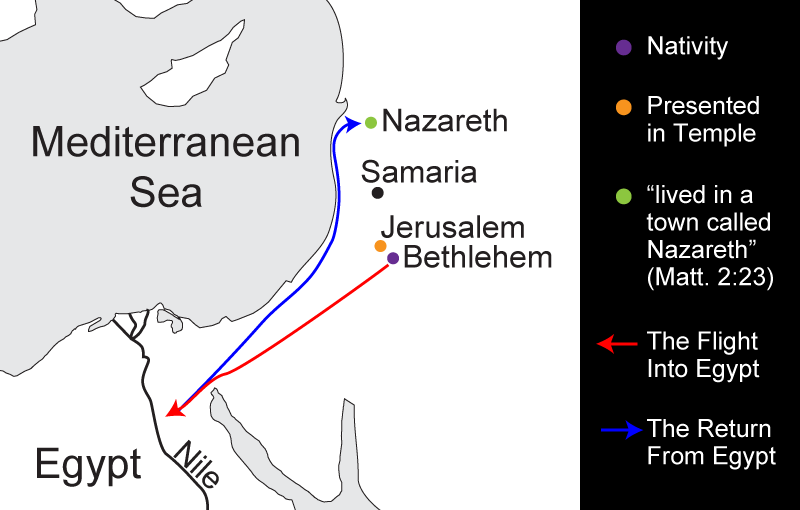 Mediterranean
Sea
Nazareth
Samaria
Jerusalem
Bethlehem
Egypt
Nile
Nativity
Presented
in Temple
“lived in a
town called
Nazareth”
(Matt. 2:23)
The Flight
Into Egypt
The Return
From Egypt